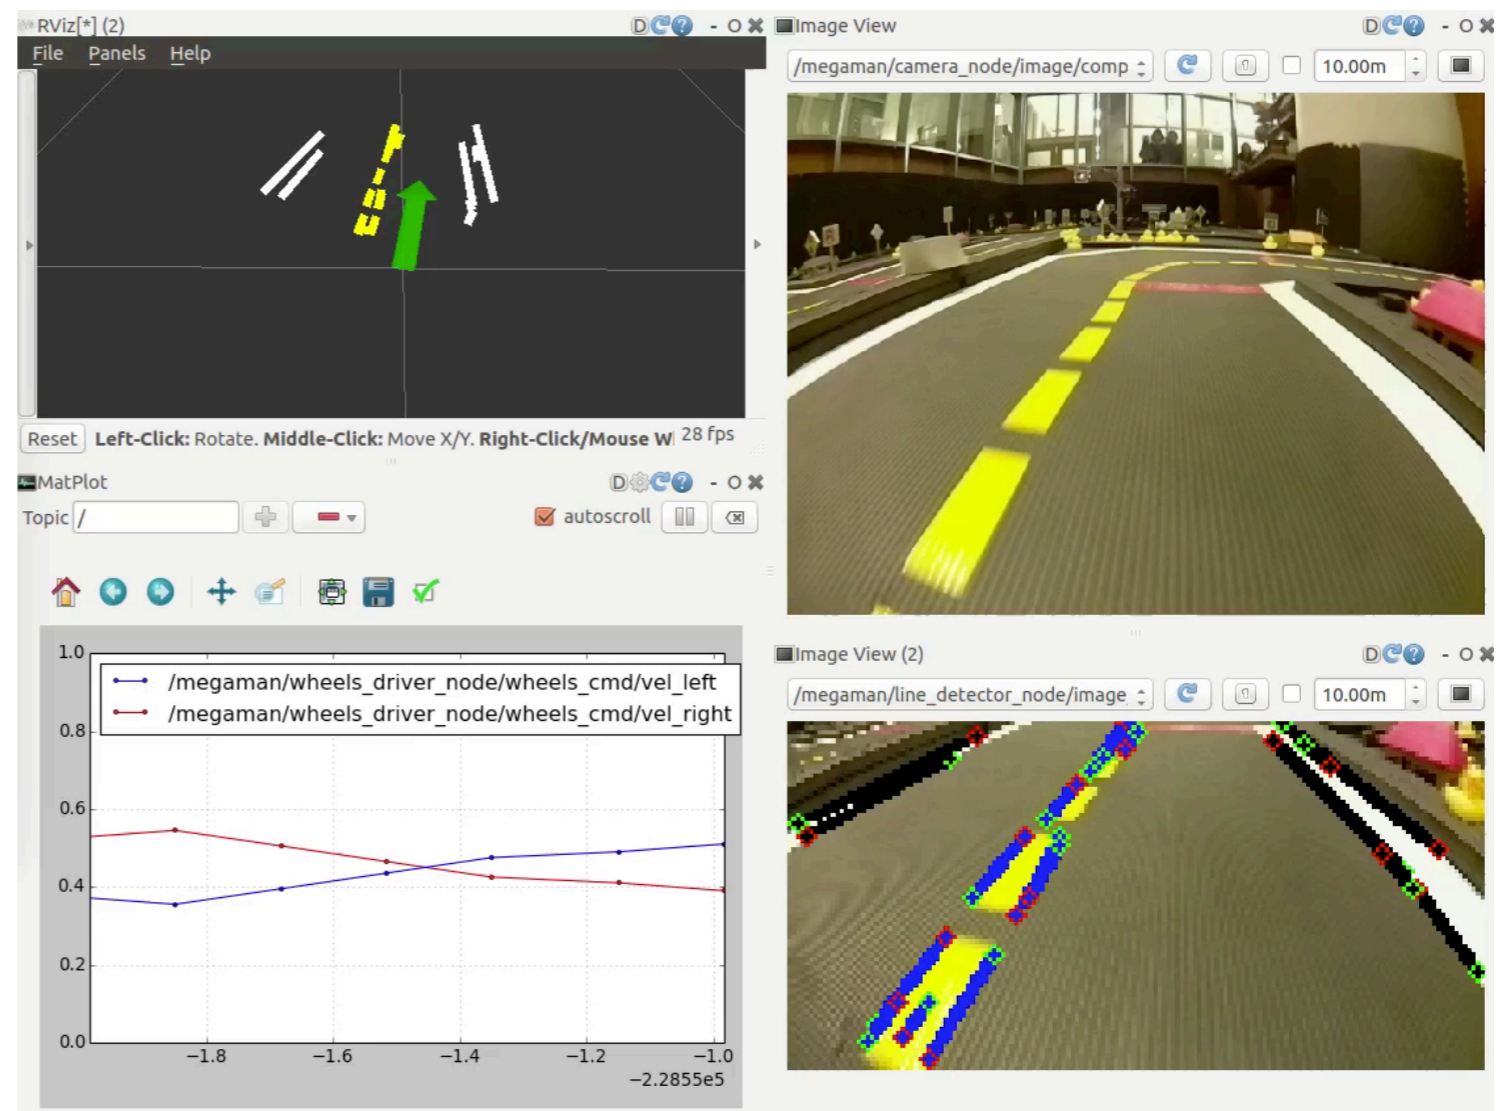 RViz[*] (2)
D
- O
File Panels Help
Reset Left-Click: Rotate. Middle-Click: Move X/Y. Right-Click/Mouse W 28 fps
MatPlot
D
- O
Topic /
autoscroll
1.0
0.8
0.6
0.4
0.2
0.0
/megaman/wheels_driver_node/wheels_cmd/vel_left
/megaman/wheels_driver_node/wheels_cmd/vel_right
−1.8 −1.6 −1.4 −1.2 −1.0
−2.2855e5
Image View
D
- O
/megaman/camera_node/image/comp
10.00m
Image View (2)
D
- O
/megaman/line_detector_node/image
10.00m